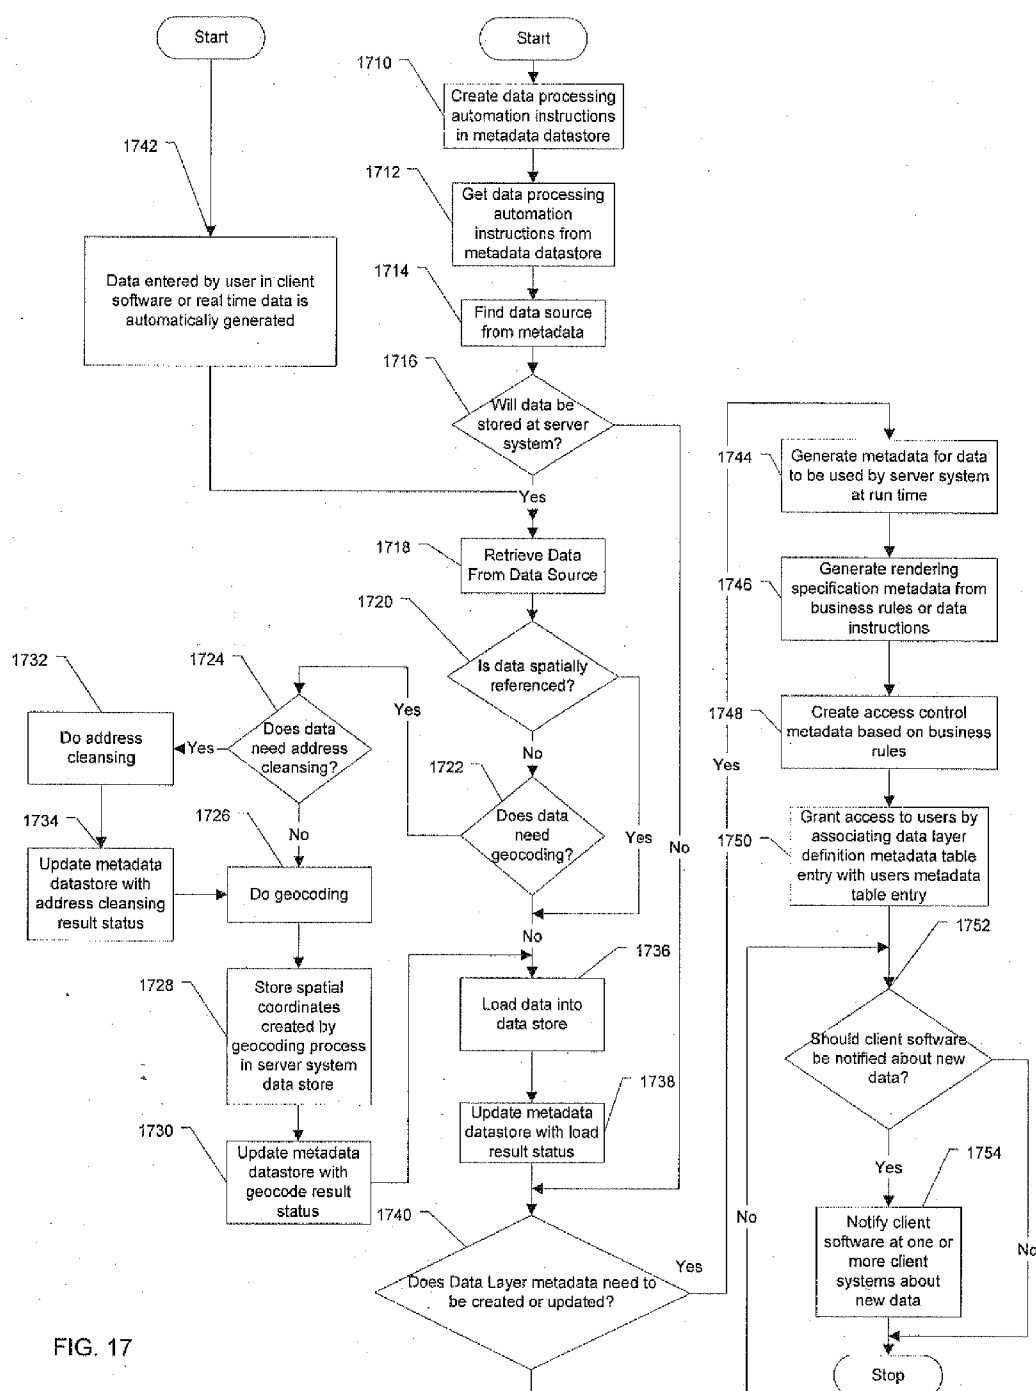 Start
Start
1710
Create data processing
automation instructions
in metadata datastore
1742
1712
Get data processing
automation
instructions from
metadata datastore
Data entered by user in client
software or real time data is
automatically generated
1714
Find data source
from metadata
1716
Will data be
stored at server
system?
Yes
1718
Retrieve Data
From Data Source
1720
Is data spatially
referenced?
No
Yes
1722
Does data
need
geocoding?
Yes
No
No
1724
Does data
need address
cleansing?
Yes
No
1732
Do address
cleansing
1734
Update metadata
datastore with
address cleansing
result status
1726
Do geocoding
1728
Store spatial
coordinates
created by
geocoding process
in server system
data store
1730
Update metadata
datastore with
geocode result
status
1736
Load data into
data store
1738
Update metadata
datastore with load
result status
1740
Does Data Layer metadata need to
be created or updated?
Yes
Yes
No
1744
Generate metadata for data
to be used by server system
at run time
1746
Generate rendering
specification metadata from
business rules or data
instructions
1748
Create access control
metadata based on business
rules
1750
Grant access to users by
associating data layer
definition metadata table
entry with users metadata
table entry
1752
Should client software
be notified about new
data?
Yes
No
1754
Notify client
software at one or
more client
systems about
new data
Stop
FIG. 17